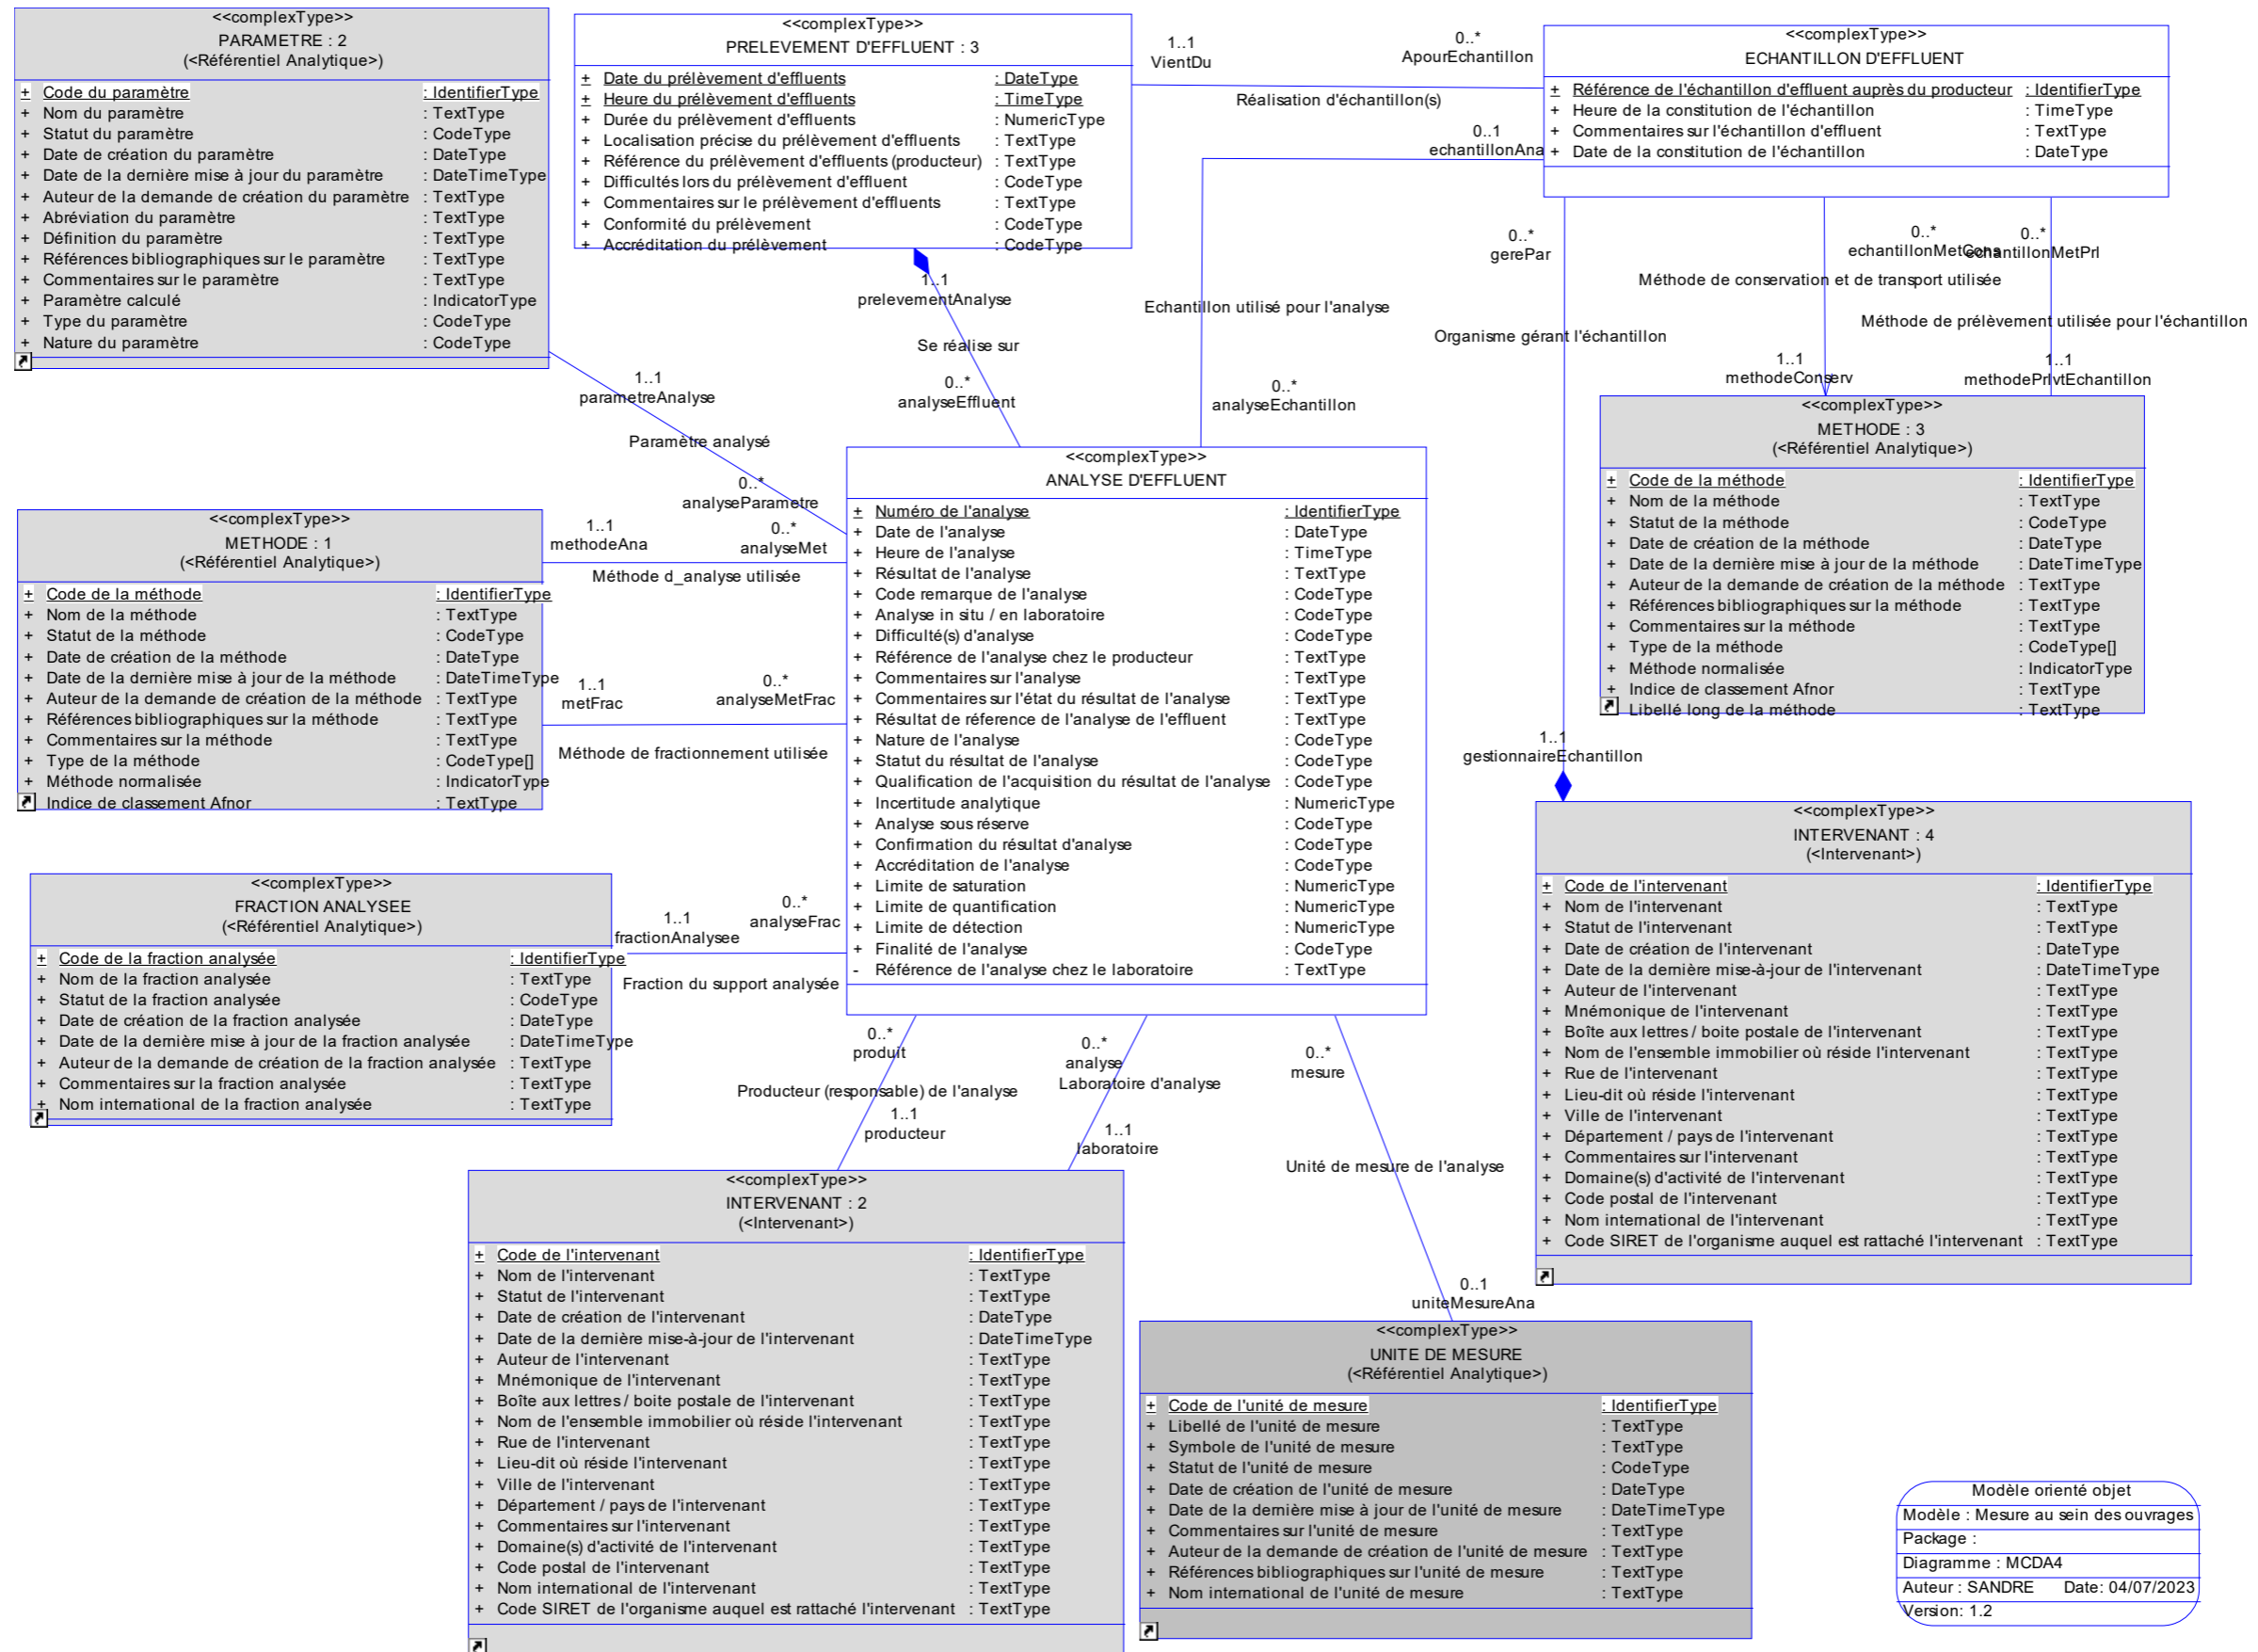 <<complexType>>
PARAMETRE : 2
(<Référentiel Analytique>)
+ Code du paramètre : IdentifierType
+ Nom du paramètre : TextType
+ Statut du paramètre : CodeType
+ Date de création du paramètre : DateType
+ Date de la dernière mise à jour du paramètre : DateTimeType
+ Auteur de la demande de création du paramètre : TextType
+ Abréviation du paramètre : TextType
+ Définition du paramètre : TextType
+ Références bibliographiques sur le paramètre : TextType
+ Commentaires sur le paramètre : TextType
+ Paramètre calculé : IndicatorType
+ Type du paramètre : CodeType
+ Nature du paramètre : CodeType
<<complexType>>
PRELEVEMENT D'EFFLUENT : 3
+ Date du prélèvement d'effluents : DateType
+ Heure du prélèvement d'effluents : TimeType
+ Durée du prélèvement d'effluents : NumericType
+ Localisation précise du prélèvement d'effluents : TextType
+ Référence du prélèvement d'effluents (producteur) : TextType
+ Difficultés lors du prélèvement d'effluent : CodeType
+ Commentaires sur le prélèvement d'effluents : TextType
+ Conformité du prélèvement : CodeType
+ Accréditation du prélèvement : CodeType
1..1
VientDu
0..*
ApourEchantillon
Réalisation d'échantillon(s)
0..1
echantillonAna
<<complexType>>
ECHANTILLON D'EFFLUENT
+ Référence de l'échantillon d'effluent auprès du producteur : IdentifierType
+ Heure de la constitution de l'échantillon : TimeType
+ Commentaires sur l'échantillon d'effluent : TextType
+ Date de la constitution de l'échantillon : DateType
1..1
prelevementAnalyse
Se réalise sur
0..*
analyseEffluent
Echantillon utilisé pour l'analyse
0..*
analyseEchantillon
0..*
gerePar
Organisme gérant l'échantillon
0..*
echantillonMetCons
0..*
echantillonMetPrl
Méthode de conservation et de transport utilisée
Méthode de prélèvement utilisée pour l'échantillon
1..1
methodeConserv
1..1
methodePrlvtEchantillon
1..1
parametreAnalyse
Paramètre analysé
0..*
analyseParametre
<<complexType>>
METHODE : 3
(<Référentiel Analytique>)
+ Code de la méthode : IdentifierType
+ Nom de la méthode : TextType
+ Statut de la méthode : CodeType
+ Date de création de la méthode : DateType
+ Date de la dernière mise à jour de la méthode : DateTimeType
+ Auteur de la demande de création de la méthode : TextType
+ Références bibliographiques sur la méthode : TextType
+ Commentaires sur la méthode : TextType
+ Type de la méthode : CodeType[]
+ Méthode normalisée : IndicatorType
+ Indice de classement Afnor : TextType
Libellé long de la méthode : TextType
<<complexType>>
METHODE : 1
(<Référentiel Analytique>)
+ Code de la méthode : IdentifierType
+ Nom de la méthode : TextType
+ Statut de la méthode : CodeType
+ Date de création de la méthode : DateType
+ Date de la dernière mise à jour de la méthode : DateTimeType
+ Auteur de la demande de création de la méthode : TextType
+ Références bibliographiques sur la méthode : TextType
+ Commentaires sur la méthode : TextType
+ Type de la méthode : CodeType[]
+ Méthode normalisée : IndicatorType
Indice de classement Afnor : TextType
1..1
methodeAna
0..*
analyseMet
Méthode d_analyse utilisée
1..1
metFrac
0..*
analyseMetFrac
Méthode de fractionnement utilisée
<<complexType>>
ANALYSE D'EFFLUENT
+ Numéro de l'analyse : IdentifierType
+ Date de l'analyse : DateType
+ Heure de l'analyse : TimeType
+ Résultat de l'analyse : TextType
+ Code remarque de l'analyse : CodeType
+ Analyse in situ / en laboratoire : CodeType
+ Difficulté(s) d'analyse : CodeType
+ Référence de l'analyse chez le producteur : TextType
+ Commentaires sur l'analyse : TextType
+ Commentaires sur l'état du résultat de l'analyse : TextType
+ Résultat de réference de l'analyse de l'effluent : TextType
+ Nature de l'analyse : CodeType
+ Statut du résultat de l'analyse : CodeType
+ Qualification de l'acquisition du résultat de l'analyse : CodeType
+ Incertitude analytique : NumericType
+ Analyse sous réserve : CodeType
+ Confirmation du résultat d'analyse : CodeType
+ Accréditation de l'analyse : CodeType
+ Limite de saturation : NumericType
+ Limite de quantification : NumericType
+ Limite de détection : NumericType
+ Finalité de l'analyse : CodeType
- Référence de l'analyse chez le laboratoire : TextType
<<complexType>>
FRACTION ANALYSEE
(<Référentiel Analytique>)
+ Code de la fraction analysée : IdentifierType
+ Nom de la fraction analysée : TextType
+ Statut de la fraction analysée : CodeType
+ Date de création de la fraction analysée : DateType
+ Date de la dernière mise à jour de la fraction analysée : DateTimeType
+ Auteur de la demande de création de la fraction analysée : TextType
+ Commentaires sur la fraction analysée : TextType
+ Nom international de la fraction analysée : TextType
1..1
fractionAnalysee
0..*
analyseFrac
Fraction du support analysée
1..1
gestionnaireEchantillon
<<complexType>>
INTERVENANT : 4
(<Intervenant>)
+ Code de l'intervenant : IdentifierType
+ Nom de l'intervenant : TextType
+ Statut de l'intervenant : TextType
+ Date de création de l'intervenant : DateType
+ Date de la dernière mise-à-jour de l'intervenant : DateTimeType
+ Auteur de l'intervenant : TextType
+ Mnémonique de l'intervenant : TextType
+ Boîte aux lettres / boite postale de l'intervenant : TextType
+ Nom de l'ensemble immobilier où réside l'intervenant : TextType
+ Rue de l'intervenant : TextType
+ Lieu-dit où réside l'intervenant : TextType
+ Ville de l'intervenant : TextType
+ Département / pays de l'intervenant : TextType
+ Commentaires sur l'intervenant : TextType
+ Domaine(s) d'activité de l'intervenant : TextType
+ Code postal de l'intervenant : TextType
+ Nom international de l'intervenant : TextType
+ Code SIRET de l'organisme auquel est rattaché l'intervenant : TextType
0..*
produit
Producteur (responsable) de l'analyse
1..1
producteur
0..*
analyse
Laboratoire d'analyse
1..1
laboratoire
0..*
mesure
Unité de mesure de l'analyse
0..1
uniteMesureAna
<<complexType>>
INTERVENANT : 2
(<Intervenant>)
+ Code de l'intervenant : IdentifierType
+ Nom de l'intervenant : TextType
+ Statut de l'intervenant : TextType
+ Date de création de l'intervenant : DateType
+ Date de la dernière mise-à-jour de l'intervenant : DateTimeType
+ Auteur de l'intervenant : TextType
+ Mnémonique de l'intervenant : TextType
+ Boîte aux lettres / boite postale de l'intervenant : TextType
+ Nom de l'ensemble immobilier où réside l'intervenant : TextType
+ Rue de l'intervenant : TextType
+ Lieu-dit où réside l'intervenant : TextType
+ Ville de l'intervenant : TextType
+ Département / pays de l'intervenant : TextType
+ Commentaires sur l'intervenant : TextType
+ Domaine(s) d'activité de l'intervenant : TextType
+ Code postal de l'intervenant : TextType
+ Nom international de l'intervenant : TextType
+ Code SIRET de l'organisme auquel est rattaché l'intervenant : TextType
<<complexType>>
UNITE DE MESURE
(<Référentiel Analytique>)
+ Code de l'unité de mesure : IdentifierType
+ Libellé de l'unité de mesure : TextType
+ Symbole de l'unité de mesure : TextType
+ Statut de l'unité de mesure : CodeType
+ Date de création de l'unité de mesure : DateType
+ Date de la dernière mise à jour de l'unité de mesure : DateTimeType
+ Commentaires sur l'unité de mesure : TextType
+ Auteur de la demande de création de l'unité de mesure : TextType
+ Références bibliographiques sur l'unité de mesure : TextType
+ Nom international de l'unité de mesure : TextType
Modèle orienté objet
Modèle : Mesure au sein des ouvrages
Package :
Diagramme : MCDA4
Auteur : SANDRE Date: 04/07/2023
Version: 1.2